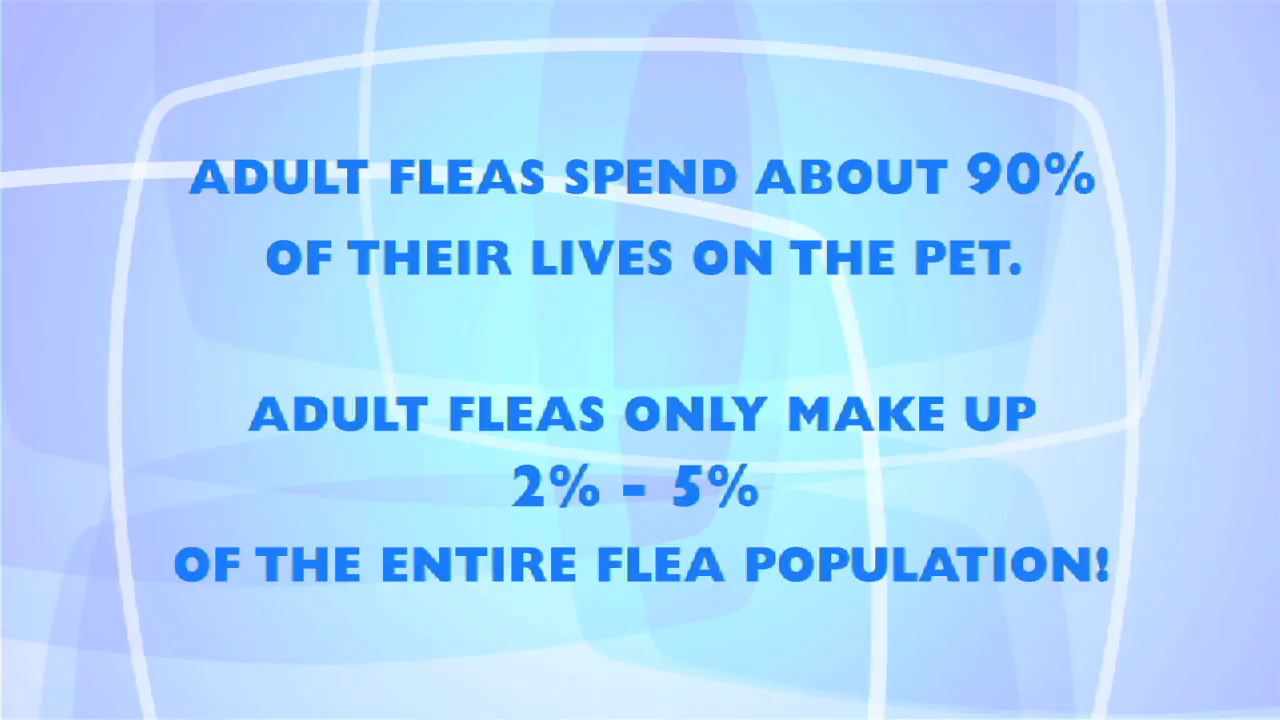 ADULT FLEAS SPEND ABOUT 90%
OF THEIR LIVES ON THE PET.
ADULT FLEAS ONLY MAKE UP
2% - 5%
OF THE ENTIRE FLEA POPULATION!